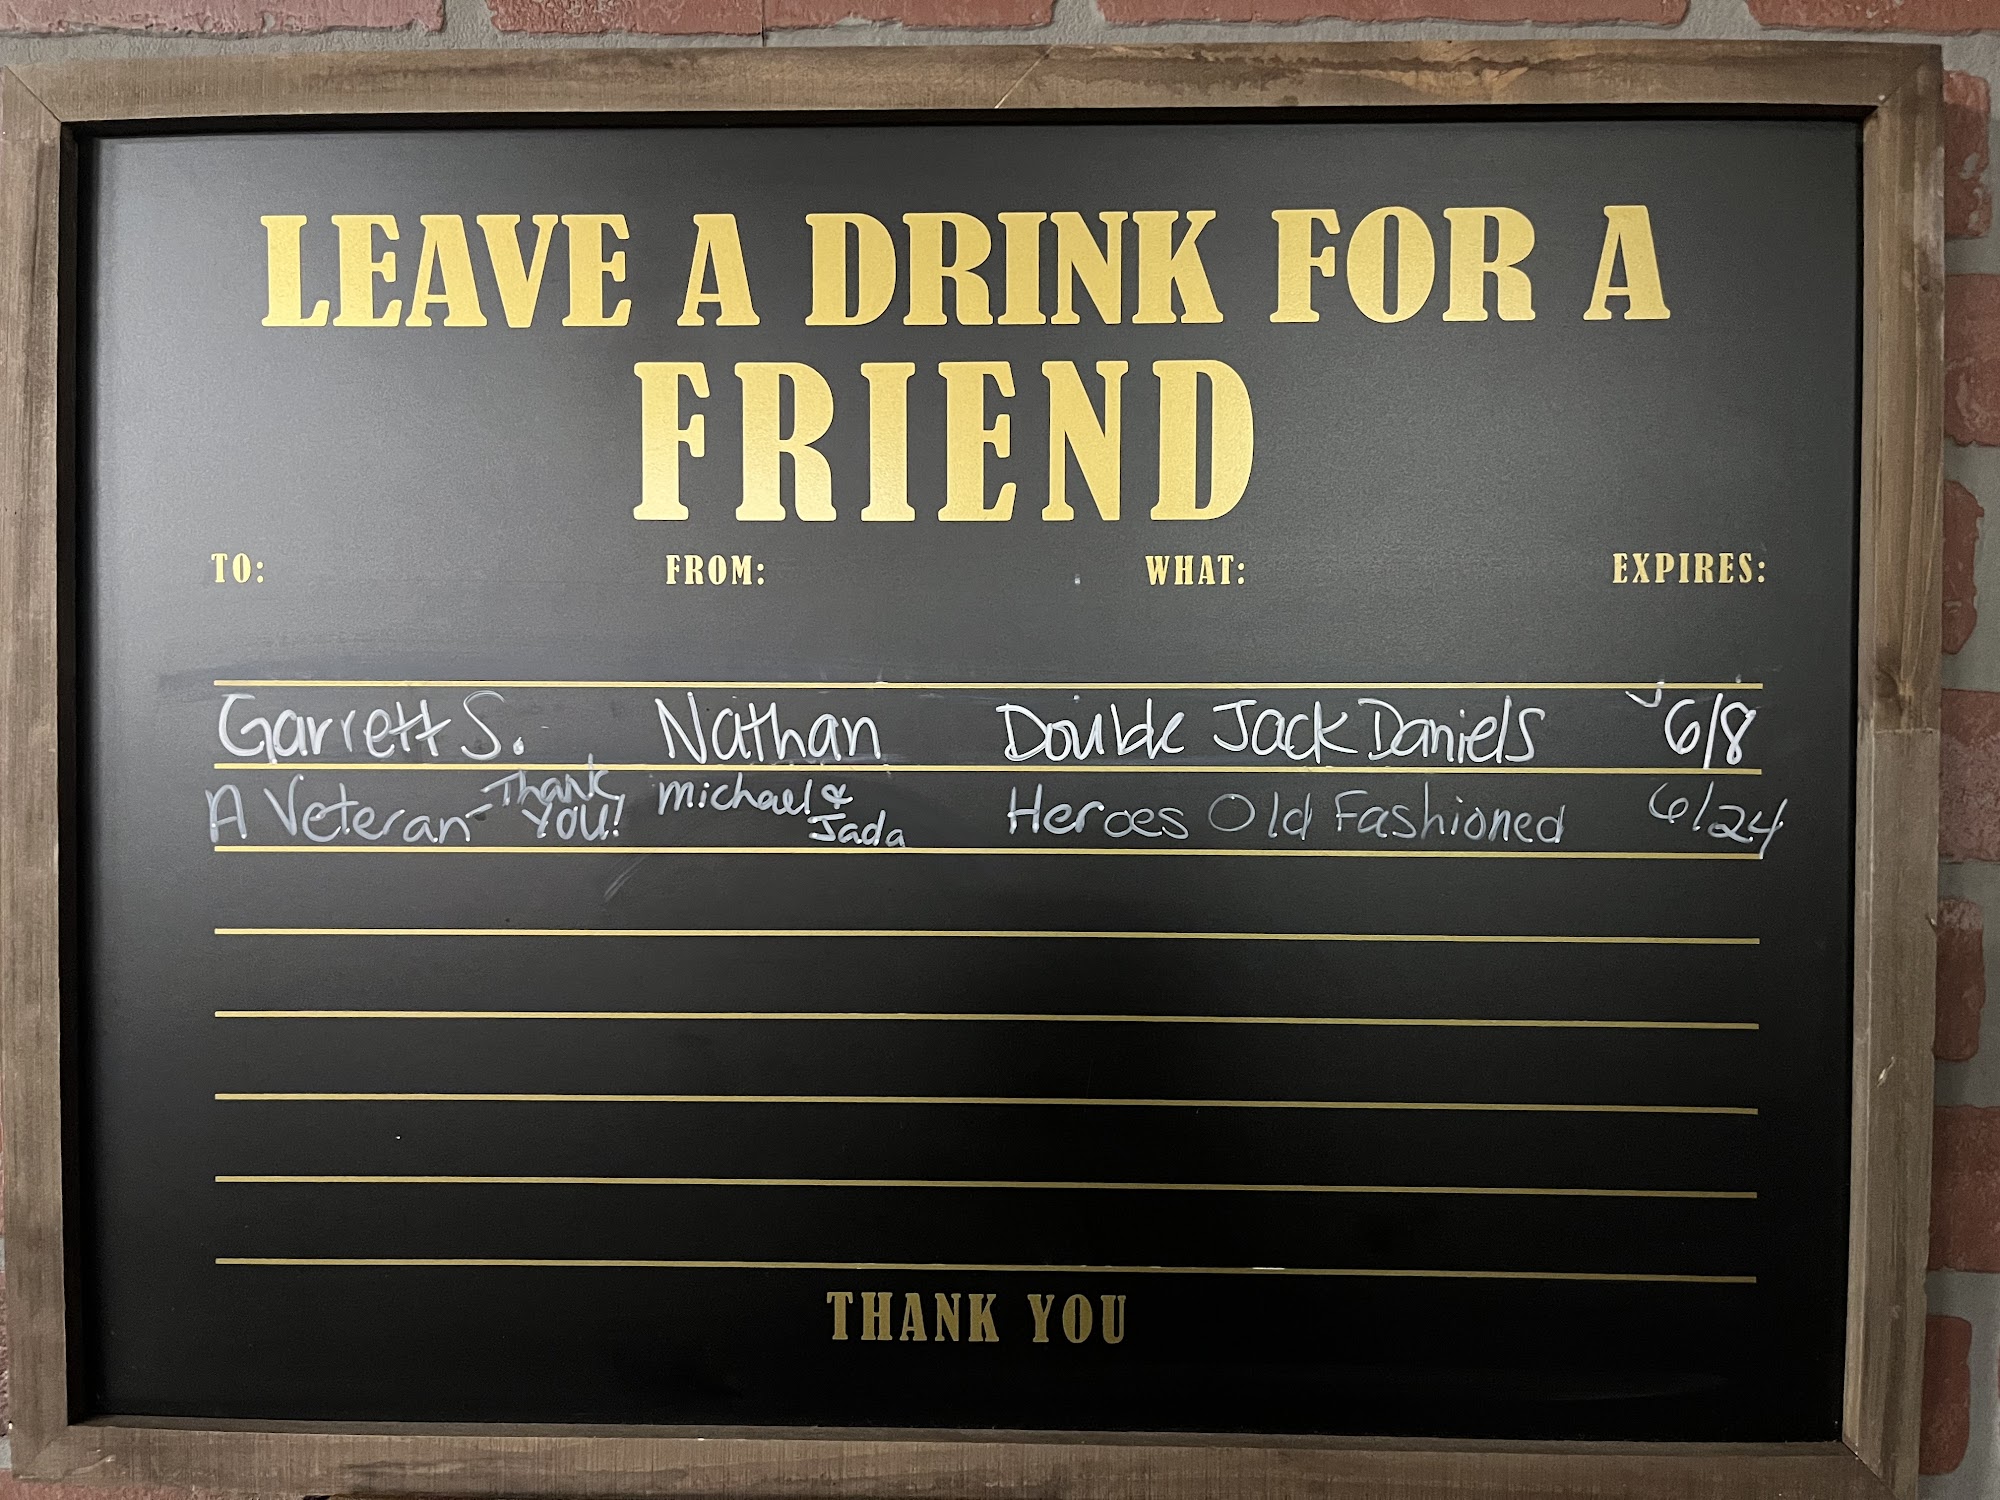 LEAVE A DRINK FOR A
FRIEND
TO: FROM: WHAT: EXPIRES:
Garrett S. Nathan Double Jack Daniels 6/8
A Veteran - Thank YOU! Michael & Jada Heroes Old Fashioned 6/24
THANK YOU